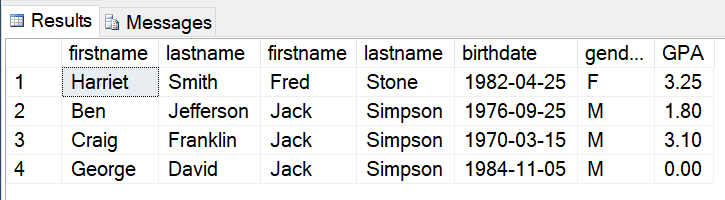 Results Messages
firstname lastname firstname lastname birthdate gend... GPA
1 Harriet Smith Fred Stone 1982-04-25 F 3.25
2 Ben Jefferson Jack Simpson 1976-09-25 M 1.80
3 Craig Franklin Jack Simpson 1970-03-15 M 3.10
4 George David Jack Simpson 1984-11-05 M 0.00